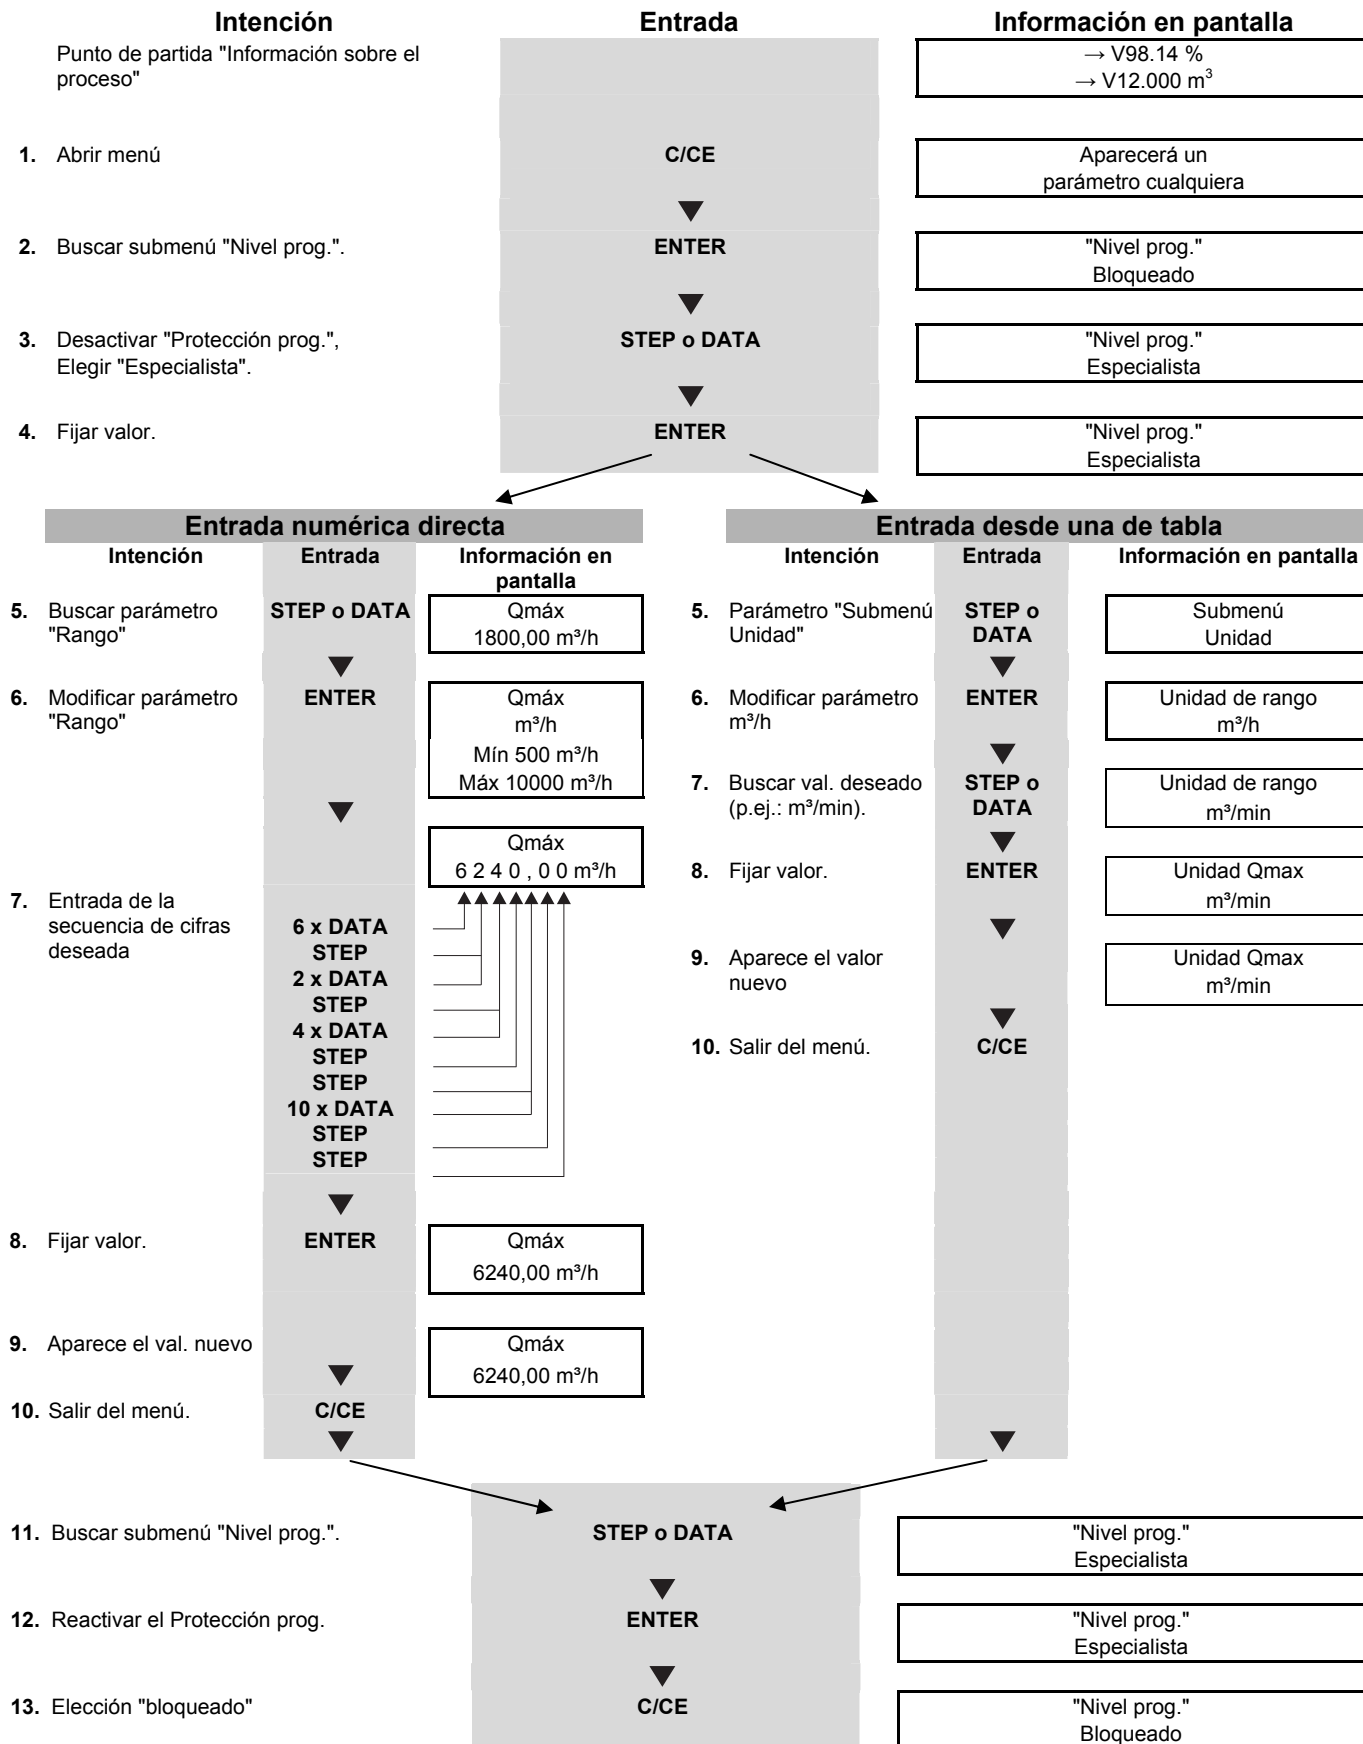 Intención Entrada Información en pantalla
Punto de partida "Información sobre el
proceso"
→ V98.14 %
→ V12.000 m³
1. Abrir menú C/CE Aparecerá un
parámetro cualquiera
2. Buscar submenú "Nivel prog.". ENTER "Nivel prog."
Bloqueado
3. Desactivar "Protección prog.", STEP o DATA "Nivel prog."
Elegir "Especialista". Especialista
4. Fijar valor. ENTER "Nivel prog."
Especialista
Entrada numérica directa
Intención Entrada Información en
pantalla
5. Buscar parámetro STEP o DATA Qmáx
"Rango" 1800,00 m³/h
6. Modificar parámetro ENTER Qmáx
"Rango" m³/h
Mín 500 m³/h
Máx 10000 m³/h
Qmáx
6 2 4 0 , 0 0 m³/h
7. Entrada de la
secuencia de cifras
deseada
6 x DATA
STEP
2 x DATA
STEP
4 x DATA
STEP
STEP
10 x DATA
STEP
STEP
8. Fijar valor. ENTER Qmáx
6240,00 m³/h
9. Aparece el val. nuevo Qmáx
6240,00 m³/h
10. Salir del menú. C/CE
Entrada desde una de tabla
Intención Entrada Información en pantalla
5. Parámetro "Submenú STEP o Submenú
Unidad" DATA Unidad
6. Modificar parámetro ENTER Unidad de rango
m³/h m³/h
7. Buscar val. deseado STEP o Unidad de rango
(p.ej.: m³/min). DATA m³/min
8. Fijar valor. ENTER Unidad Qmax
m³/min
9. Aparece el valor Unidad Qmax
nuevo m³/min
10. Salir del menú. C/CE
11. Buscar submenú "Nivel prog.". STEP o DATA "Nivel prog."
Especialista
12. Reactivar el Protección prog. ENTER "Nivel prog."
Especialista
13. Elección "bloqueado" C/CE "Nivel prog."
Bloqueado